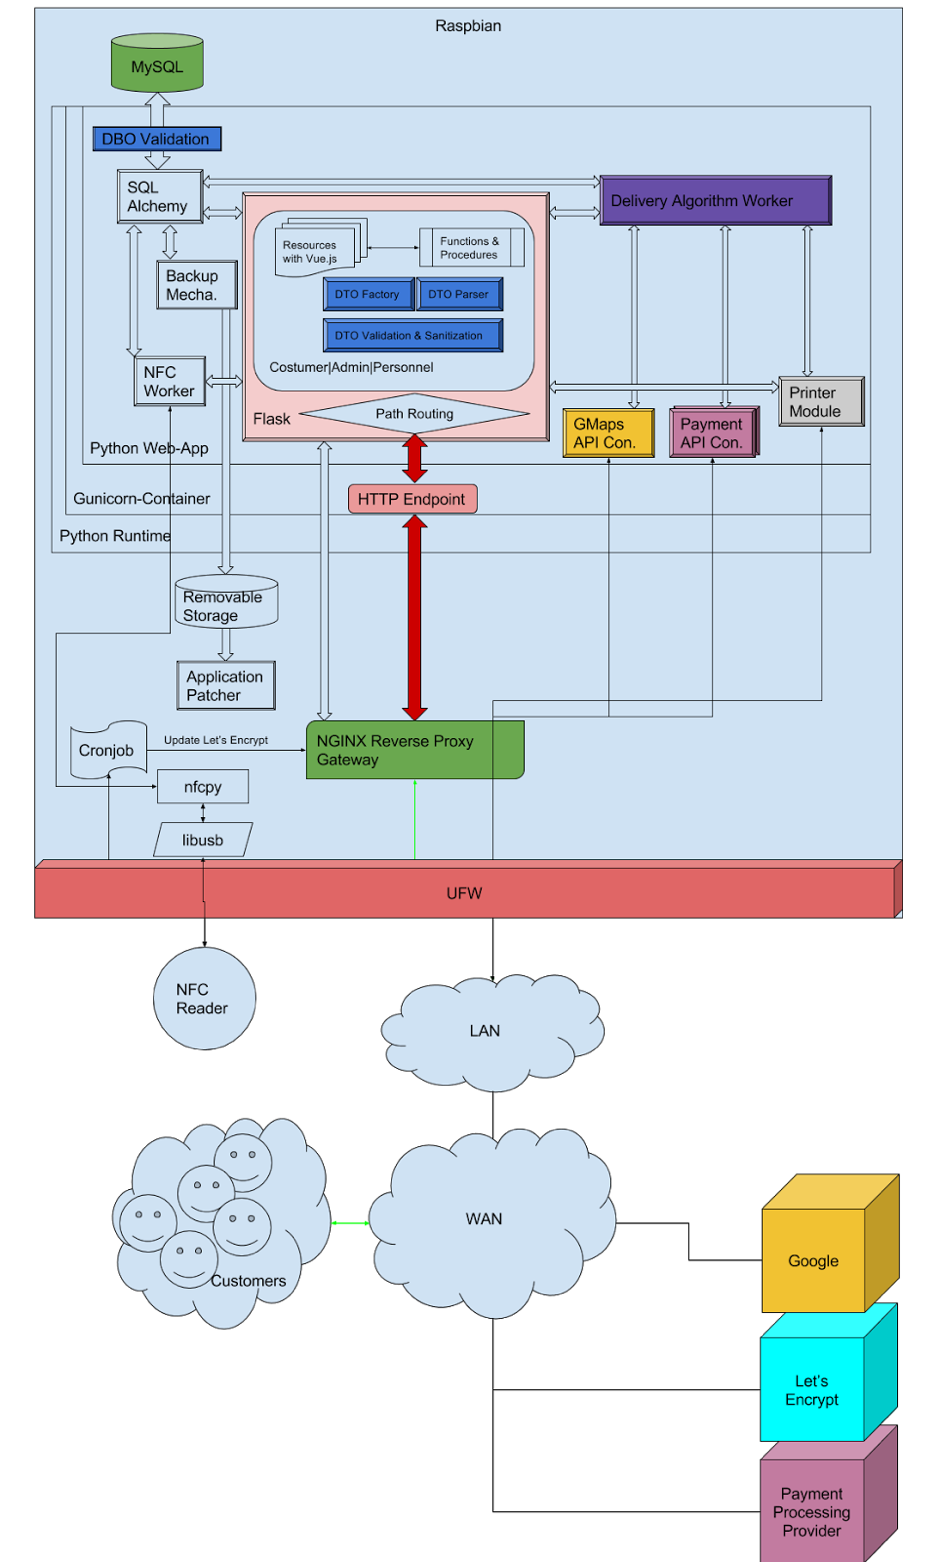 Raspbian
MySQL
DBO Validation
SQL
Alchemy
Delivery Algorithm Worker
Resources
with Vue.js
Functions &
Procedures
Backup
Mecha.
DTO Factory
DTO Parser
DTO Validation & Sanitization
Costumer|Admin|Personnel
NFC
Worker
Printer
Module
Path Routing
Flask
GMaps
API Con.
Payment
API Con.
Python Web-App
Gunicorn-Container
HTTP Endpoint
Python Runtime
Removable
Storage
Application
Patcher
Cronjob
Update Let's Encrypt
NGINX Reverse Proxy
Gateway
nfcpy
libusb
UFW
NFC
Reader
LAN
WAN
Customers
Google
Let's
Encrypt
Payment
Processing
Provider